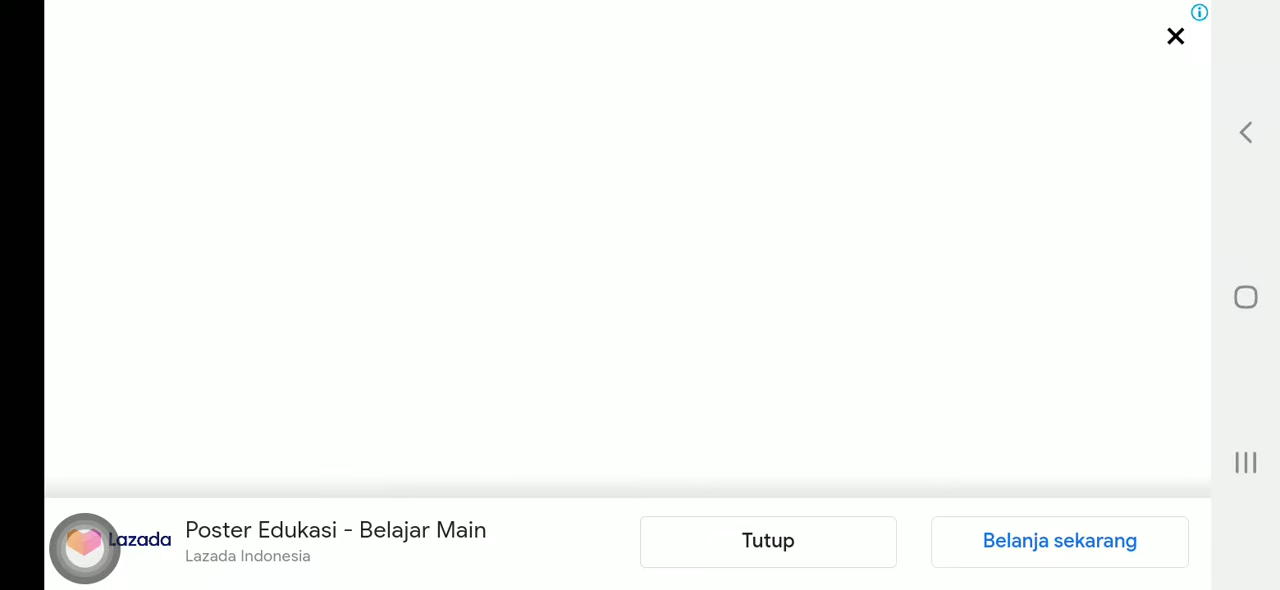 Lazada
Poster Edukasi - Belajar Main
Lazada Indonesia
Tutup
Belanja sekarang